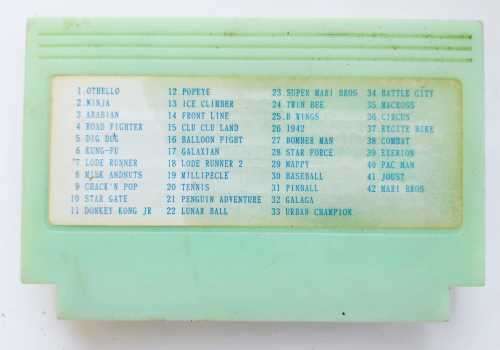 1 OTHELLO
2 NINJA
3 ARABIAN
4 ROAD FIGHTER
5 DIG DUG
6 KUNG-FU
7 LODE RUNNER
8 MILK ANDNUTS
9 CHACK'N POP
10 STAR GATE
11 DONKEY KONG JR
12 POPEYE
13 ICE CLIMBER
14 FRONT LINE
15 CLU CLU LAND
16 BALLOON FIGHT
17 GALAXIAN
18 LODE RUNNER 2
19 MILLIPECLE
20 TENNIS
21 PENGUIN ADVENTURE
22 LUNAR BALL
23 SUPER MARI BROS
24 TWIN BEE
25.B WINGS
26 1942
27 BOMBER MAN
28 STAR FORCE
29 MAPPY
30 BASEBALL
31 PINBALL
32 GALAGA
33 URBAN CHAMPION
34 BATTLE CITY
35 MACROSS
36 CIRCUS
37 EXCITE BIKE
38 COMBAT
39 EXERION
40 PAC MAN
41 JOUST
42 MARI BROS